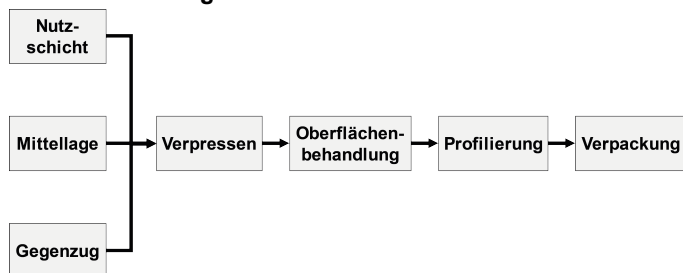 Nutz-
schicht
Mittellage
Verpressen
Oberflächen-
behandlung
Profilierung
Verpackung
Gegenzug